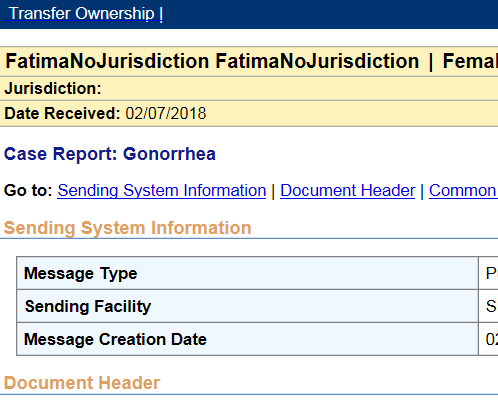 Transfer Ownership |
FatimaNoJurisdiction FatimaNoJurisdiction | Femal
Jurisdiction:
Date Received: 02/07/2018
Case Report: Gonorrhea
Go to: Sending System Information | Document Header | Common
Sending System Information
Message Type P
Sending Facility S
Message Creation Date 02
Document Header